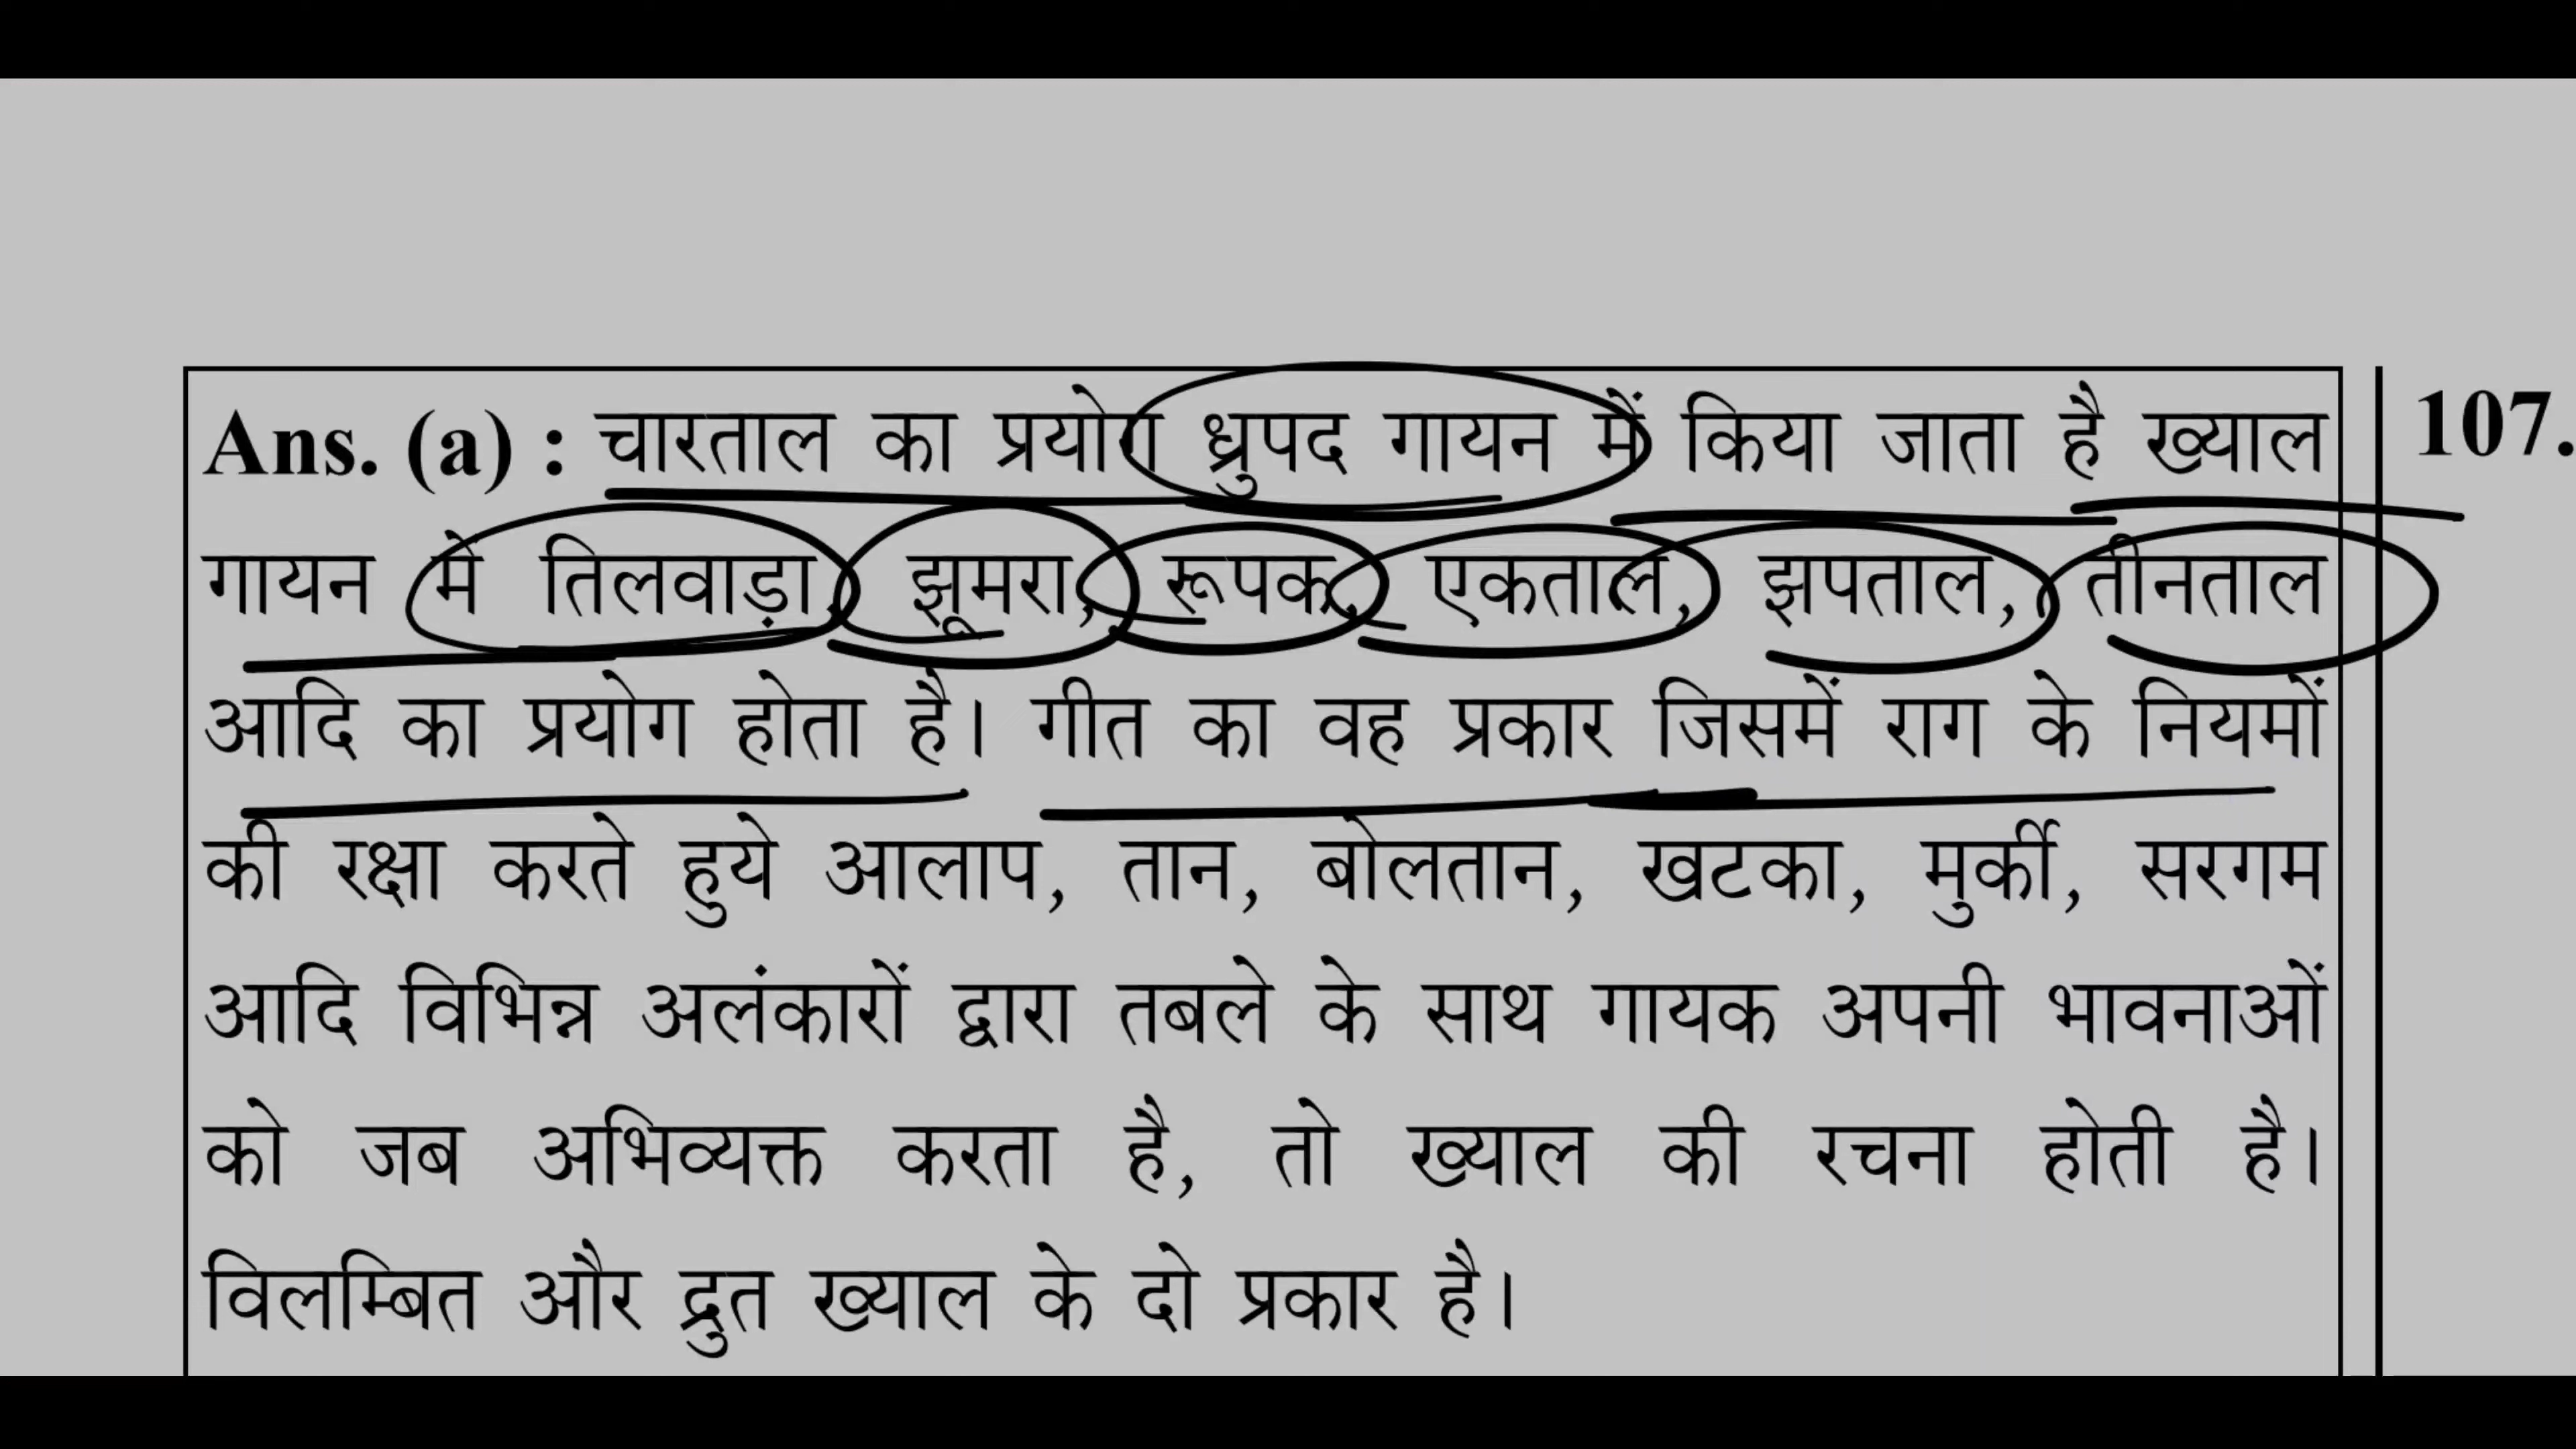 Ans. (a) : चारताल का प्रयोग ध्रुपद गायन में किया जाता है ख्याल
गायन मे तिलवाड़ा, झूमरा, रूपक, एकताल, झपताल, तीनताल
आदि का प्रयोग होता है। गीत का वह प्रकार जिसमें राग के नियमों
की रक्षा करते हुये आलाप, तान, बोलतान, खटका, मुर्की, सरगम
आदि विभिन्न अलंकारों द्वारा तबले के साथ गायक अपनी भावनाओं
को जब अभिव्यक्त करता है, तो ख्याल की रचना होती है।
विलम्बित और द्रुत ख्याल के दो प्रकार है।
107.